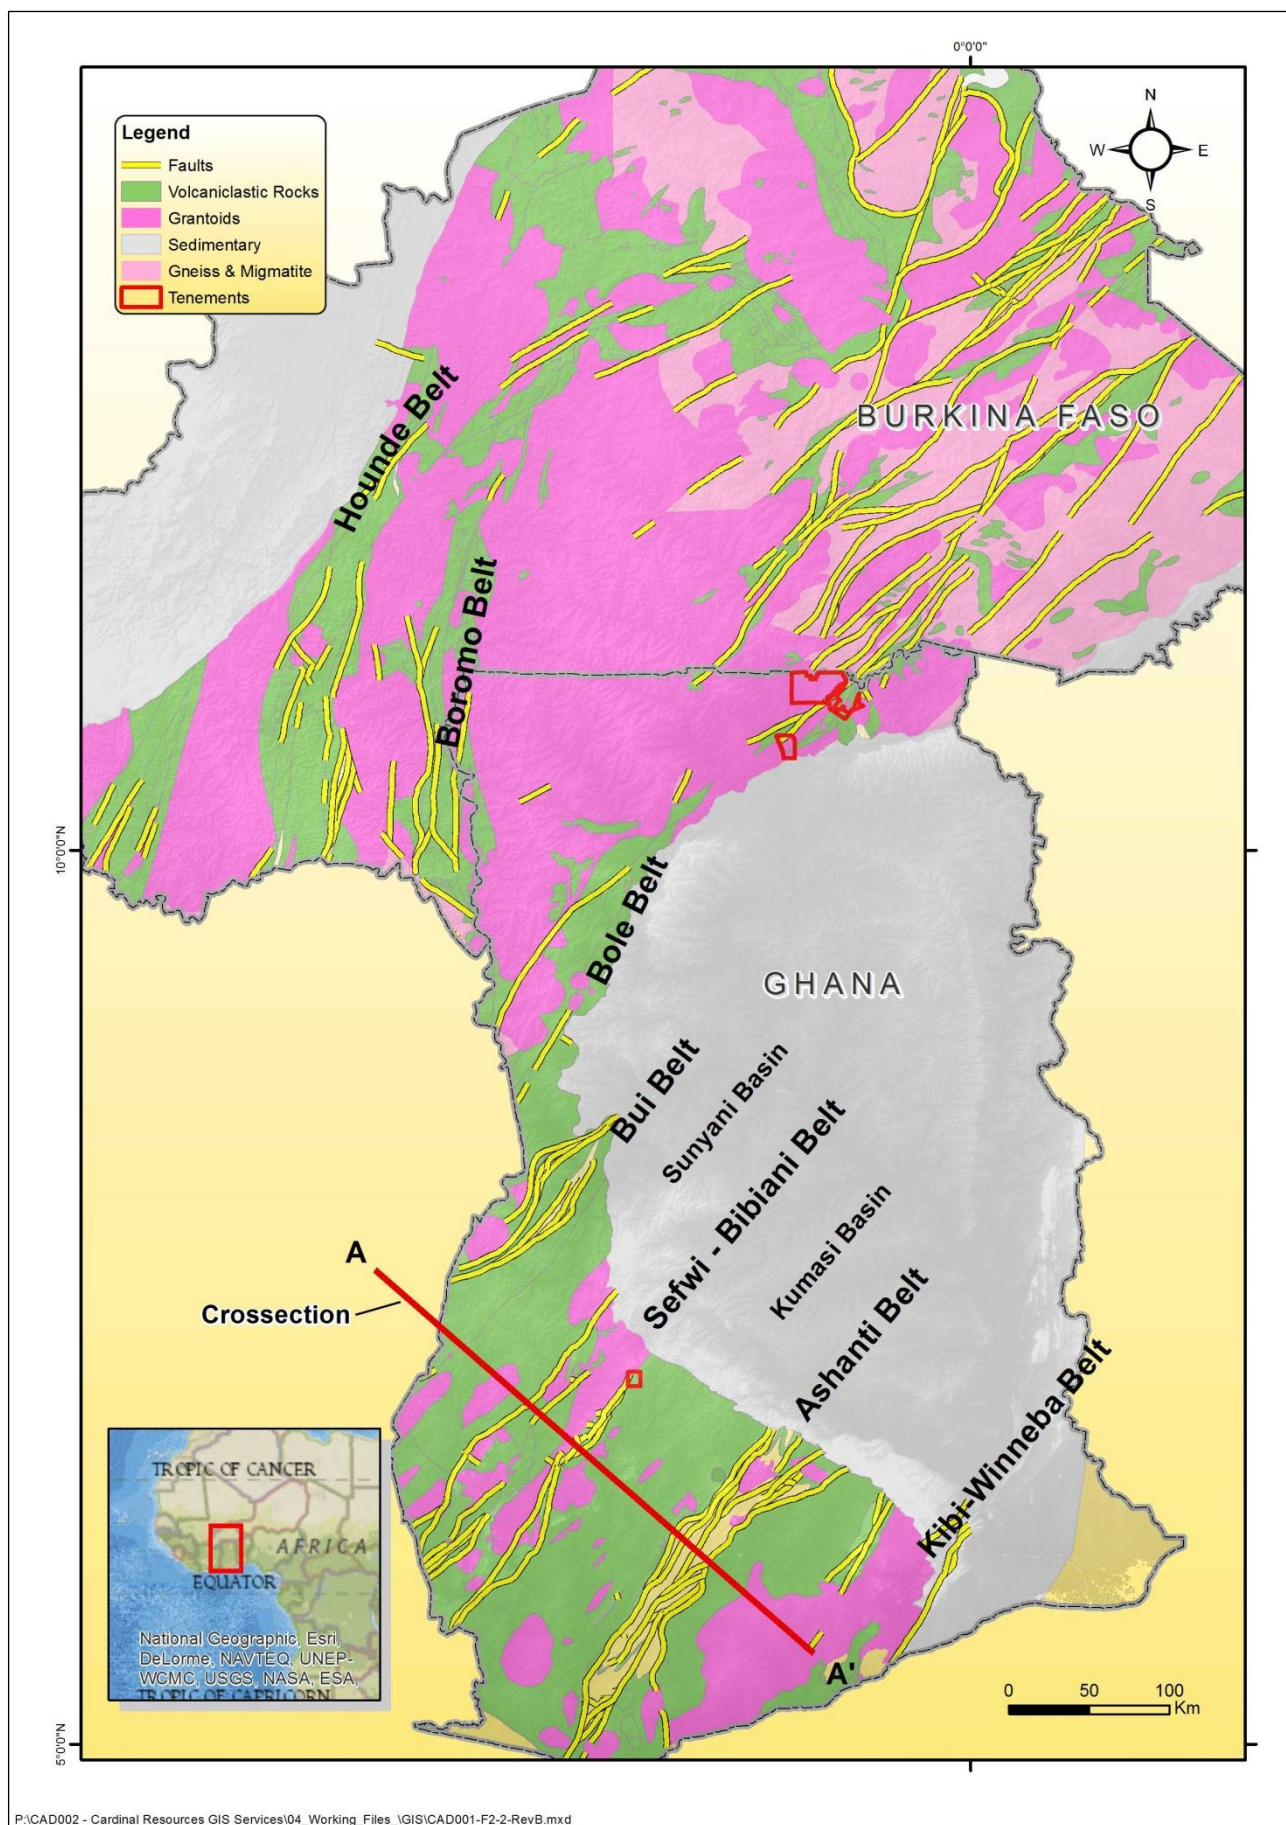 0°0'0"
Legend
Faults
Volcaniclastic Rocks
Grantoids
Sedimentary
Gneiss & Migmatite
Tenements
N
W
E
S
BURKINA FASO
Hounde Belt
Boromo Belt
10°0'0"N
Bole Belt
GHANA
Bui Belt
Sunyani Basin
Sefwi - Bibiani Belt
Kumasi Basin
Ashanti Belt
Kibi-Winneba Belt
A
Crossection
A'
TROPIC OF CANCER
AFRICA
EQUATOR
National Geographic, Esri,
DeLorme, NAVTEQ, UNEP-
WCMC, USGS, NASA, ESA,
TROPIC OF CAPRICORN
0 50 100
Km
5°0'0"N
P:\CAD002 - Cardinal Resources GIS Services\04_Working_Files_\GIS\CAD001-F2-2-RevB.mxd